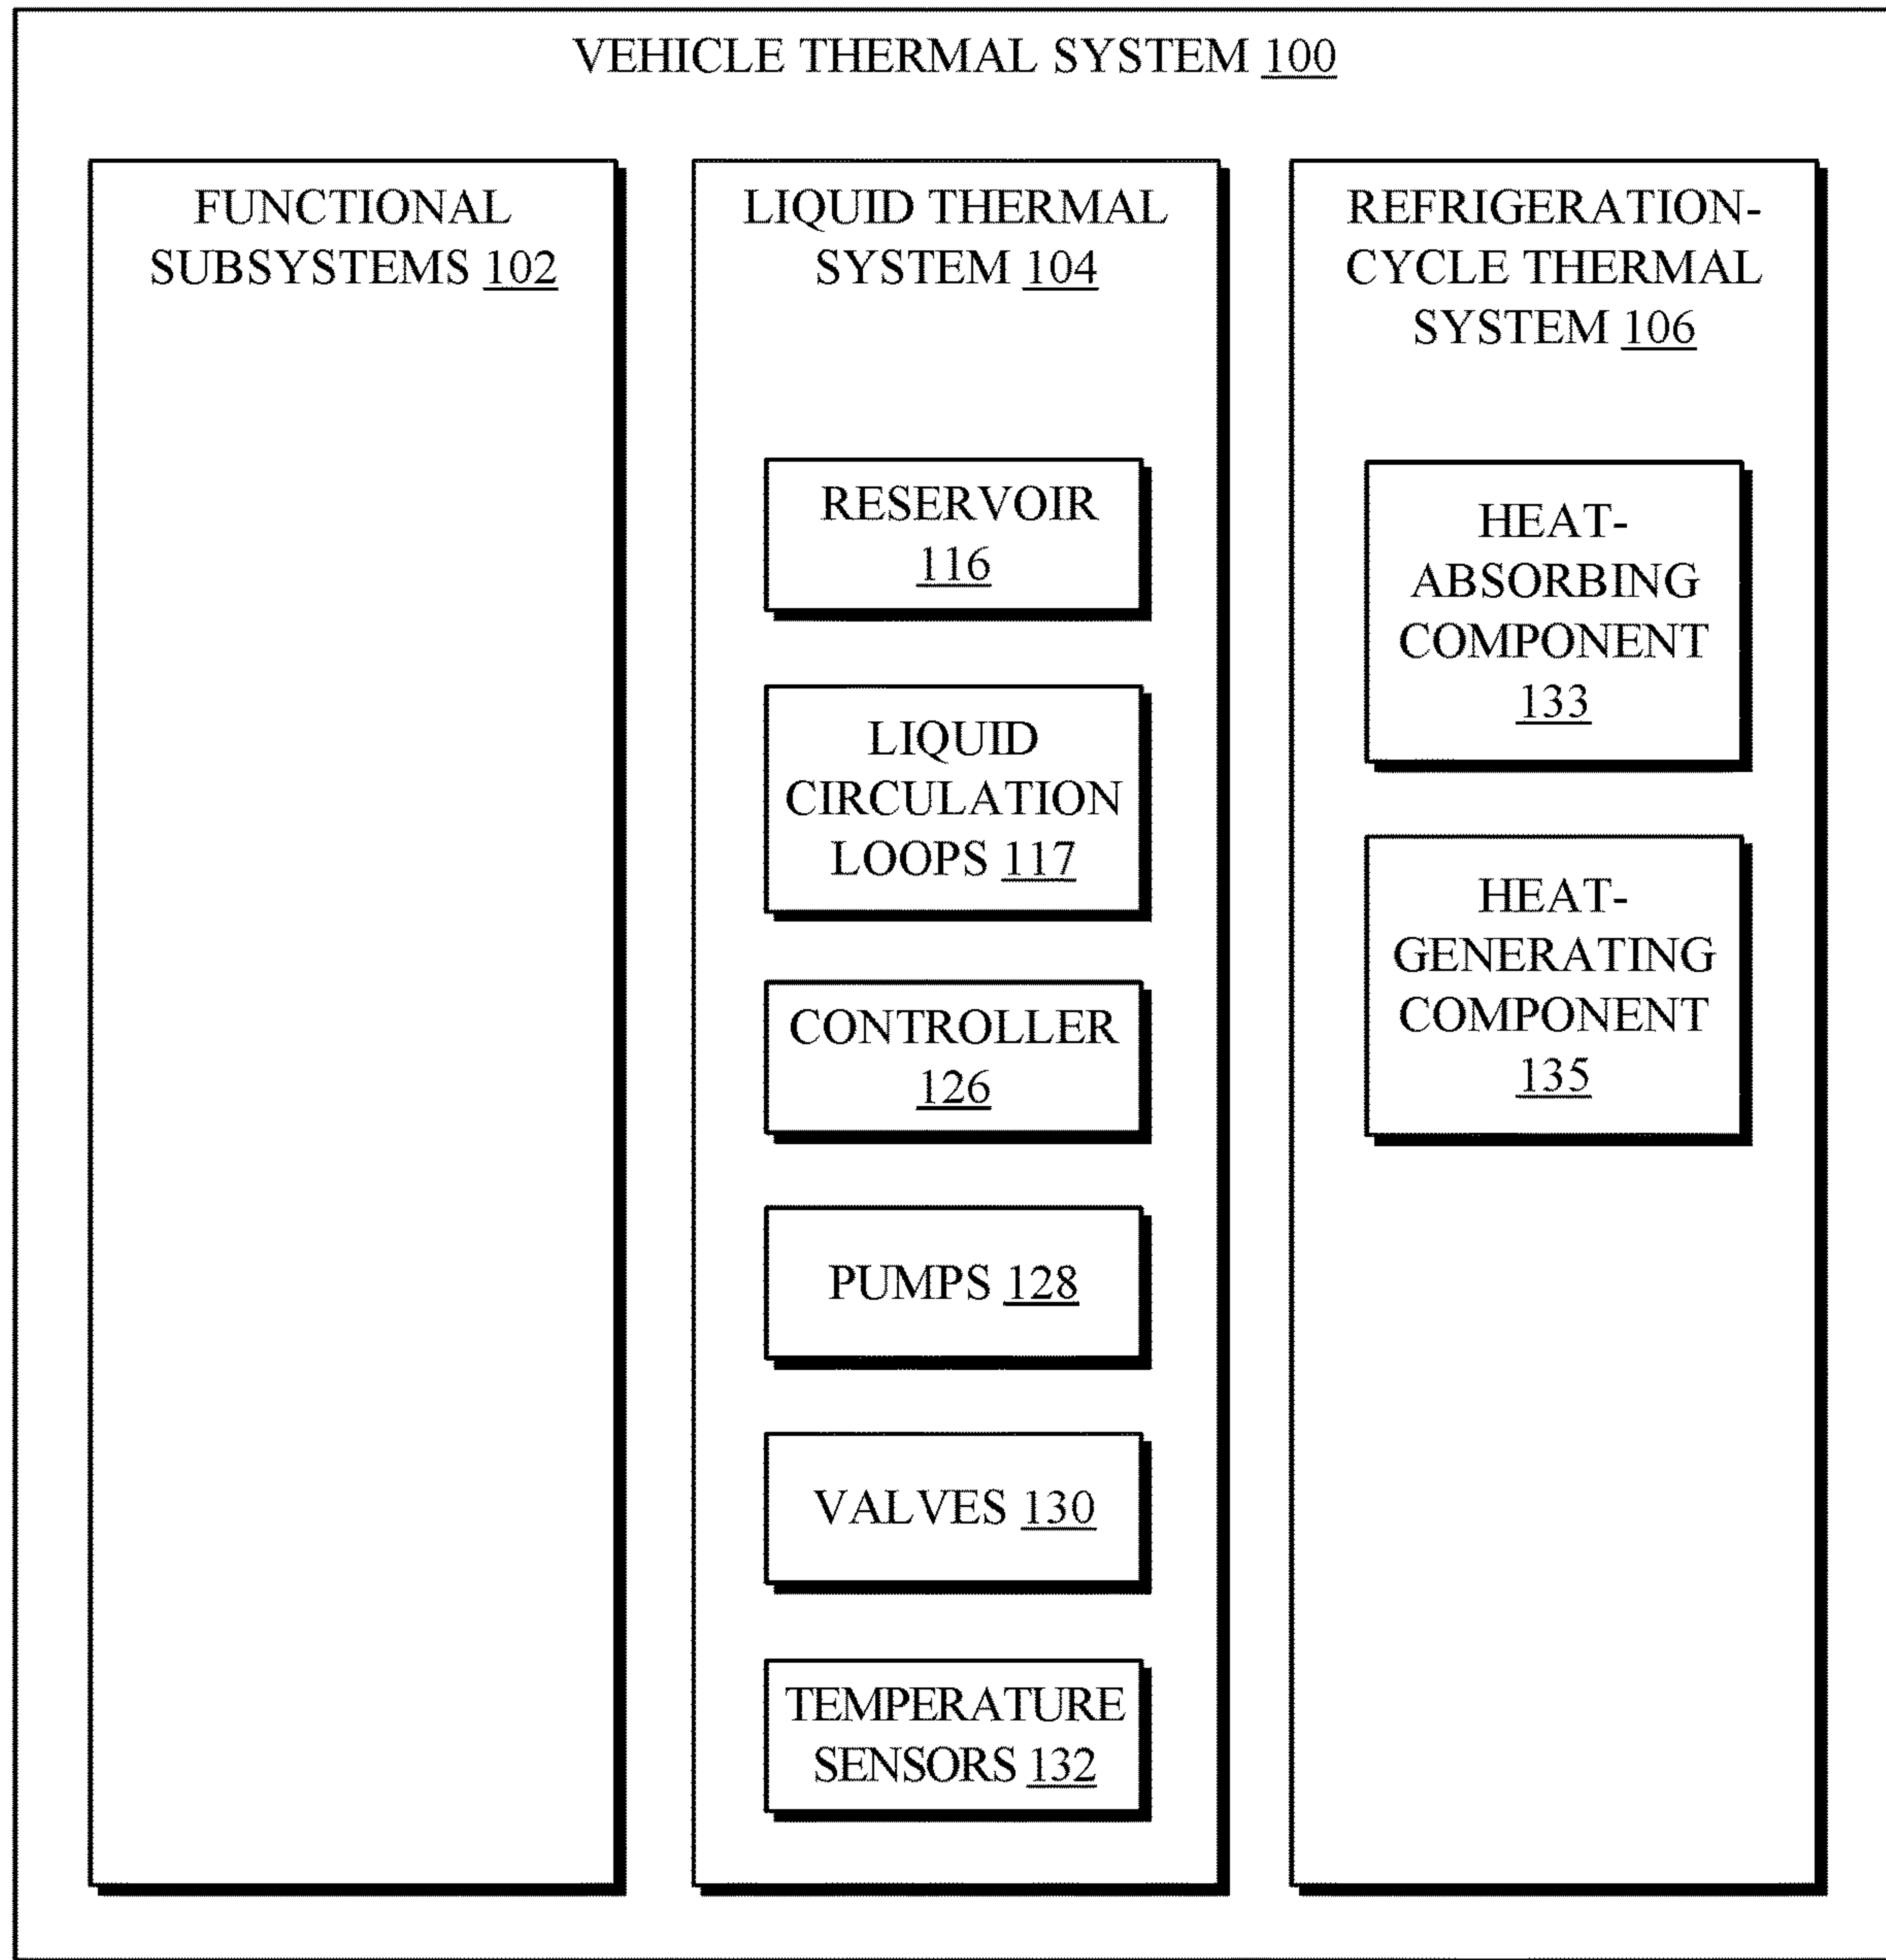 VEHICLE THERMAL SYSTEM 100
FUNCTIONAL
SUBSYSTEMS 102
LIQUID THERMAL
SYSTEM 104
RESERVOIR
116
LIQUID
CIRCULATION
LOOPS 117
CONTROLLER
126
PUMPS 128
VALVES 130
TEMPERATURE
SENSORS 132
REFRIGERATION-
CYCLE THERMAL
SYSTEM 106
HEAT-
ABSORBING
COMPONENT
133
HEAT-
GENERATING
COMPONENT
135